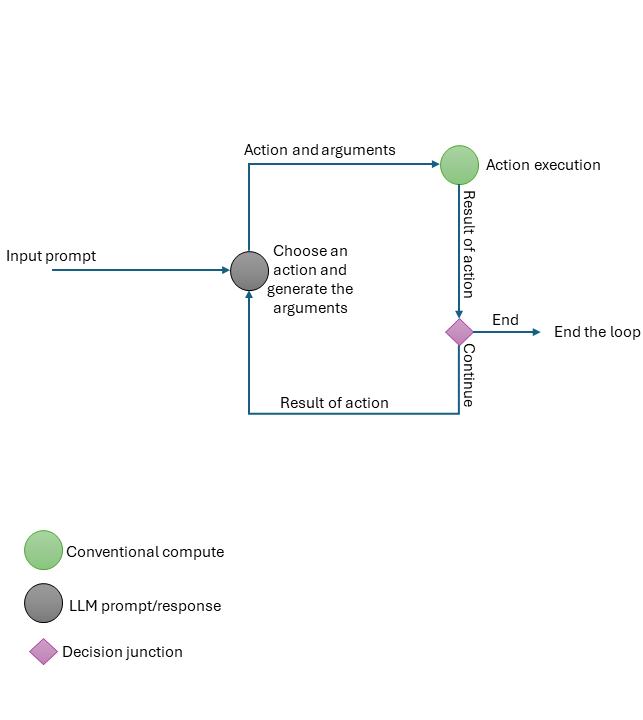 Action and arguments
Action execution
Result of action
Input prompt
Choose an
action and
generate the
arguments
End
End the loop
Continue
Result of action
Conventional compute
LLM prompt/response
Decision junction